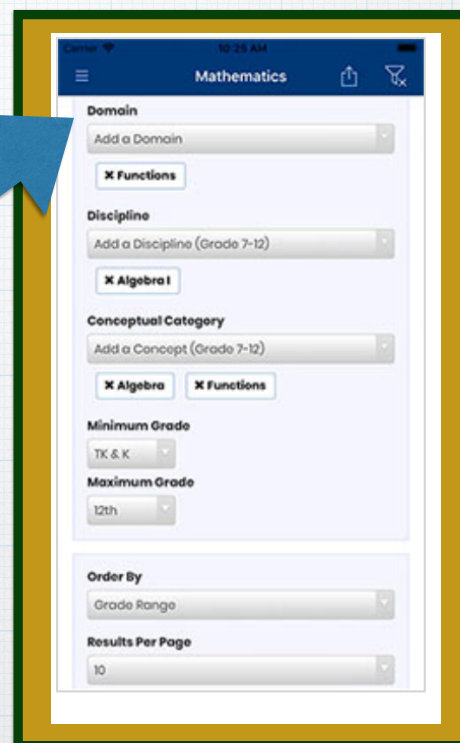 Carrier 10:25 AM
Mathematics
Domain
Add a Domain
✕ Functions
Discipline
Add a Discipline (Grade 7-12)
✕ Algebra I
Conceptual Category
Add a Concept (Grade 7-12)
✕ Algebra ✕ Functions
Minimum Grade
TK & K
Maximum Grade
12th
Order By
Grade Range
Results Per Page
10